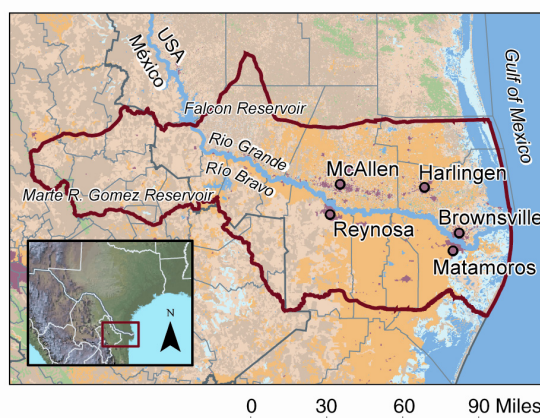 USA
México
Falcon Reservoir
Gulf of Mexico
Rio Grande
Río Bravo
McAllen
Harlingen
Marte R. Gomez Reservoir
Reynosa
Brownsville
Matamoros
N
0 30 60 90 Miles